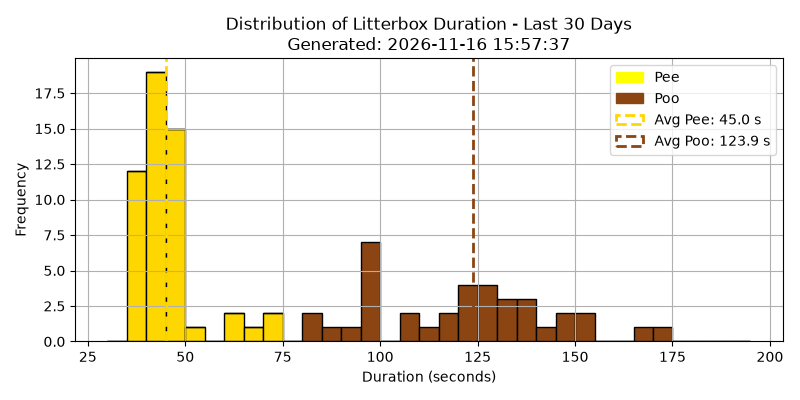 Distribution of Litterbox Duration - Last 30 Days
Generated: 2026-11-16 15:57:37
Pee
Poo
Avg Pee: 45.0 s
Avg Poo: 123.9 s
Frequency
17.5
15.0
12.5
10.0
7.5
5.0
2.5
0.0
25 50 75 100 125 150 175 200
Duration (seconds)